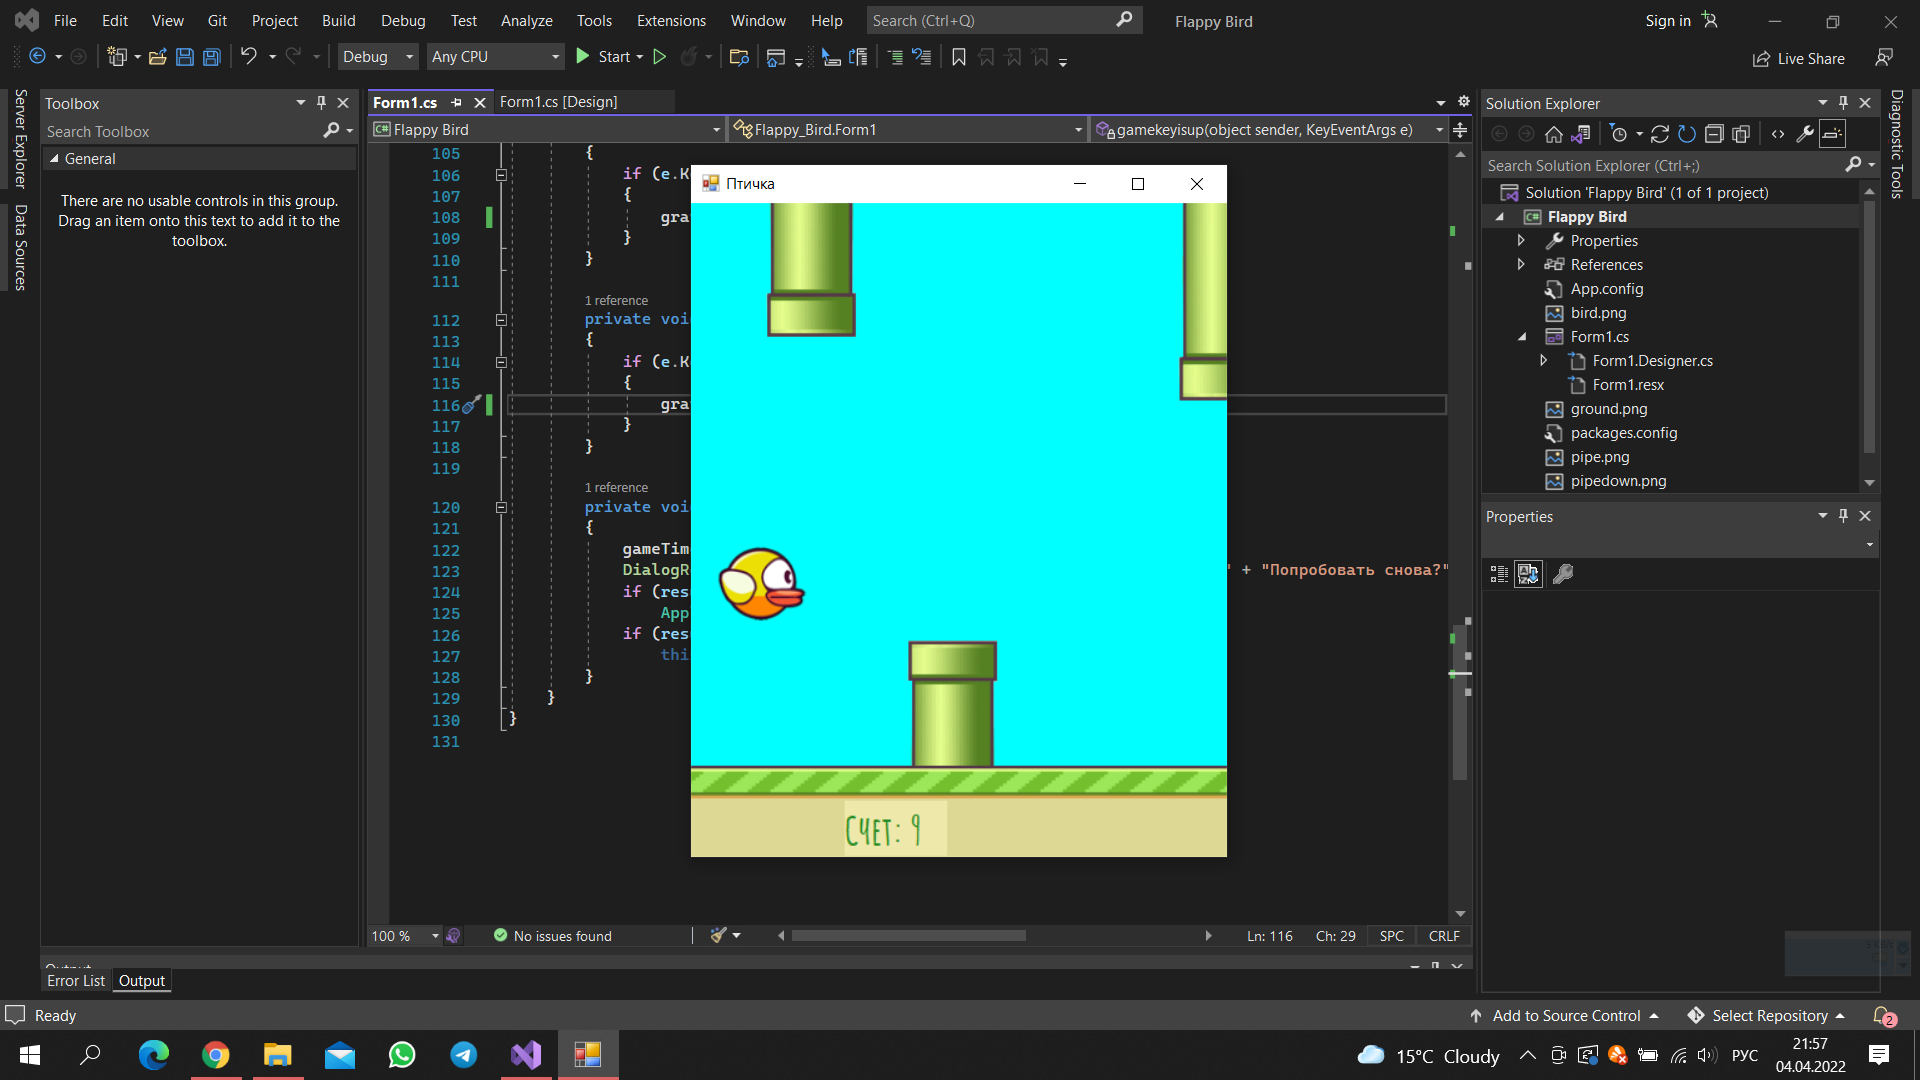 File Edit View Git Project Build Debug Test Analyze Tools Extensions Window Help Search (Ctrl+Q) Flappy Bird Sign in
Debug Any CPU Start Live Share
Server Explorer
Data Sources
Toolbox
Search Toolbox
General
There are no usable controls in this group.
Drag an item onto this text to add it to the
toolbox.
Form1.cs Form1.cs [Design]
Flappy Bird Flappy_Bird.Form1 gamekeyisup(object sender, KeyEventArgs e)
105 {
106 if (e.K
107 {
108 gra
109 }
110 }
111
1 reference
112 private voi
113 {
114 if (e.K
115 {
116 gra
117 }
118 }
119
1 reference
120 private voi
121 {
122 gameTim
123 DialogR " + "Попробовать снова?"
124 if (res
125 App
126 if (res
127 thi
128 }
129 }
130 }
131
Птичка
Счет: 9
100 % No issues found Ln: 116 Ch: 29 SPC CRLF
Output
Error List Output
Solution Explorer
Search Solution Explorer (Ctrl+;)
Solution 'Flappy Bird' (1 of 1 project)
Flappy Bird
Properties
References
App.config
bird.png
Form1.cs
Form1.Designer.cs
Form1.resx
ground.png
packages.config
pipe.png
pipedown.png
Properties
Diagnostic Tools
Ready Add to Source Control Select Repository 2
15°C Cloudy РУС 21:57
04.04.2022